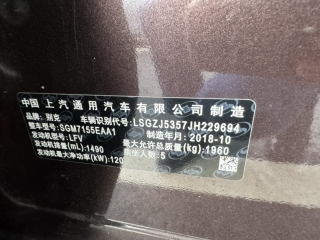 中国 上汽通用汽车有限公司制造
品牌: 别克 车辆识别代号: LSGZJ5357JH229694
整车型号: SGM7155EAA1 制造年月: 2018-10
发动机型号: LFV 最大允许总质量(kg): 1960
发动机排量(mL): 1490 乘坐人数: 5
发动机最大净功率(kW): 120